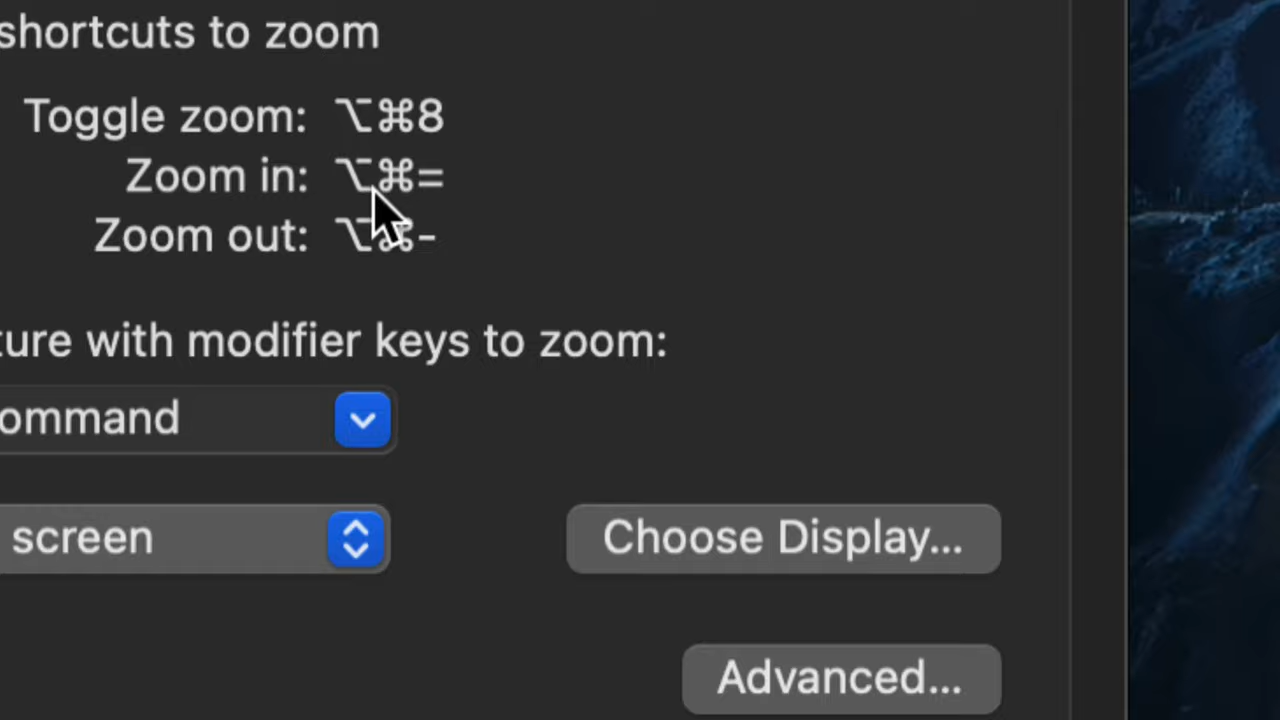 shortcuts to zoom
Toggle zoom: ⌥⌘8
Zoom in: ⌥⌘=
Zoom out: ⌥⌘-
ture with modifier keys to zoom:
ommand
screen
Choose Display...
Advanced...